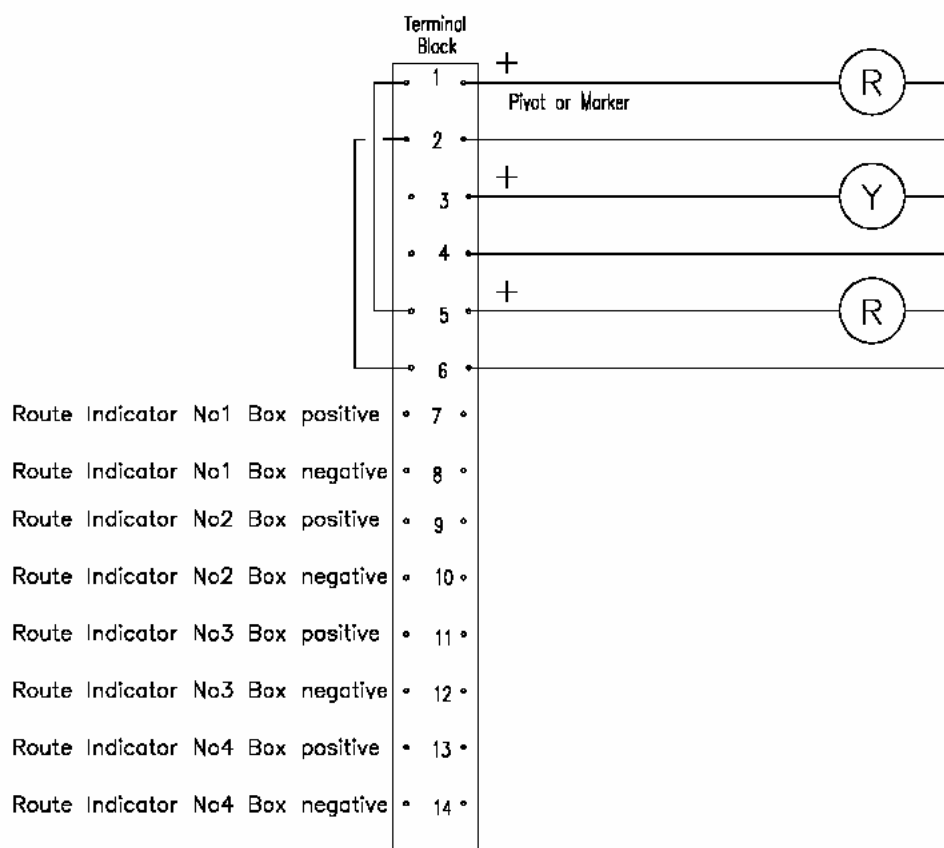 Terminal
Block
1
+
R
Pivot or Marker
2
+
3
Y
4
+
5
R
6
Route Indicator No1 Box positive 7
Route Indicator No1 Box negative 8
Route Indicator No2 Box positive 9
Route Indicator No2 Box negative 10
Route Indicator No3 Box positive 11
Route Indicator No3 Box negative 12
Route Indicator No4 Box positive 13
Route Indicator No4 Box negative 14